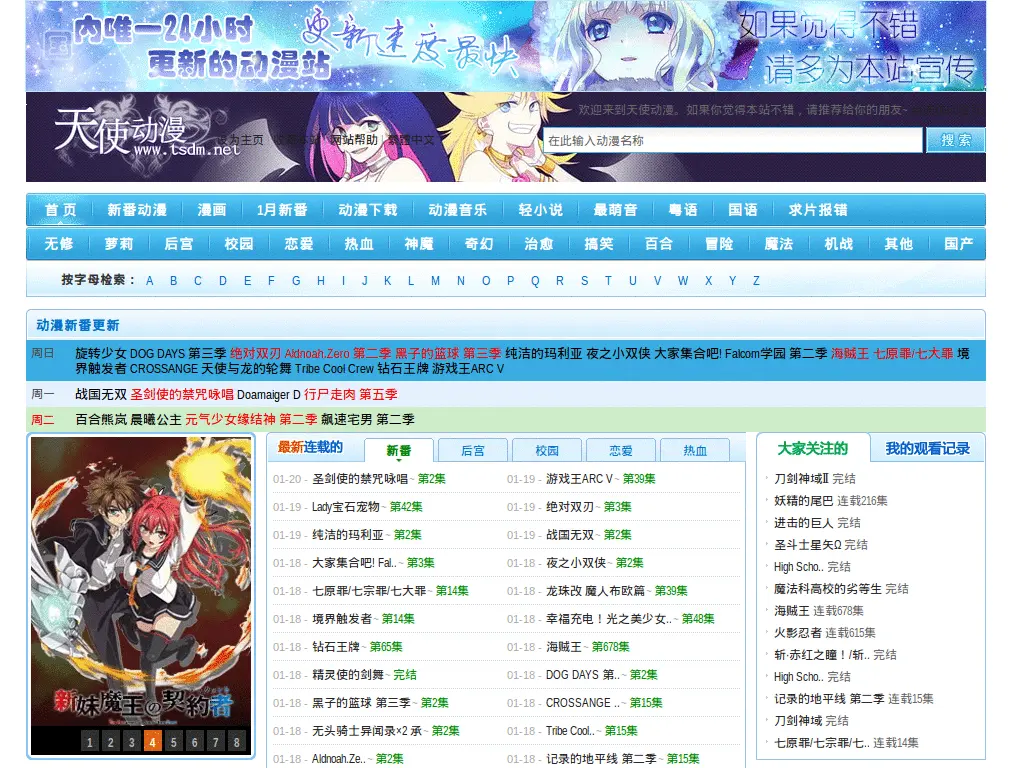 国内唯一24小时
更新的动漫站
更新速度最快
如果觉得不错
请多为本站宣传
天使动漫
www.tsdm.net
网站帮助 | 繁體中文
欢迎来到天使动漫。如果你觉得本站不错，请推荐给你的朋友~
在此输入动漫名称
搜 索
首 页 新番动漫 漫画 1月新番 动漫下载 动漫音乐 轻小说 最萌音 粤语 国语 求片报错
无修 萝莉 后宫 校园 恋爱 热血 神魔 奇幻 治愈 搞笑 百合 冒险 魔法 机战 其他 国产
按字母检索： A B C D E F G H I J K L M N O P Q R S T U V W X Y Z
动漫新番更新
周日 旋转少女 DOG DAYS 第三季 绝对双刃 Aldnoah.Zero 第二季 黑子的篮球 第三季 纯洁的玛利亚 夜之小双侠 大家集合吧! Falcom学园 第二季 海贼王 七原罪/七大罪 境
界触发者 CROSSANGE 天使与龙的轮舞 Tribe Cool Crew 钻石王牌 游戏王ARC V
周一 战国无双 圣剑使的禁咒咏唱 Doamaiger D 行尸走肉 第五季
周二 百合熊岚 晨曦公主 元气少女缘结神 第二季 飙速宅男 第二季
新妹魔王の契約者
1 2 3 4 5 6 7 8
最新连载的 新番 后宫 校园 恋爱 热血
01-20 - 圣剑使的禁咒咏唱 ~ 第2集 01-19 - 游戏王ARC V ~ 第39集
01-19 - Lady宝石宠物 ~ 第42集 01-19 - 绝对双刃 ~ 第3集
01-19 - 纯洁的玛利亚 ~ 第2集 01-19 - 战国无双 ~ 第2集
01-18 - 大家集合吧! Fal.. ~ 第3集 01-18 - 夜之小双侠 ~ 第2集
01-18 - 七原罪/七宗罪/七大罪 ~ 第14集 01-18 - 龙珠改 魔人布欧篇 ~ 第39集
01-18 - 境界触发者 ~ 第14集 01-18 - 幸福充电！光之美少女.. ~ 第48集
01-18 - 钻石王牌 ~ 第65集 01-18 - 海贼王 ~ 第678集
01-18 - 精灵使的剑舞 ~ 完结 01-18 - DOG DAYS 第.. ~ 第2集
01-18 - 黑子的篮球 第三季 ~ 第2集 01-18 - CROSSANGE .. ~ 第15集
01-18 - 无头骑士异闻录×2 承 ~ 第2集 01-18 - Tribe Cool.. ~ 第15集
01-18 - Aldnoah.Ze.. ~ 第2集 01-18 - 记录的地平线 第二季 ~ 第15集
大家关注的 我的观看记录
刀剑神域Ⅱ 完结
妖精的尾巴 连载216集
进击的巨人 完结
圣斗士星矢Ω 完结
High Scho.. 完结
魔法科高校的劣等生 完结
海贼王 连载678集
火影忍者 连载615集
斩·赤红之瞳！/斩.. 完结
High Scho.. 完结
记录的地平线 第二季 连载15集
刀剑神域 完结
七原罪/七宗罪/七.. 连载14集